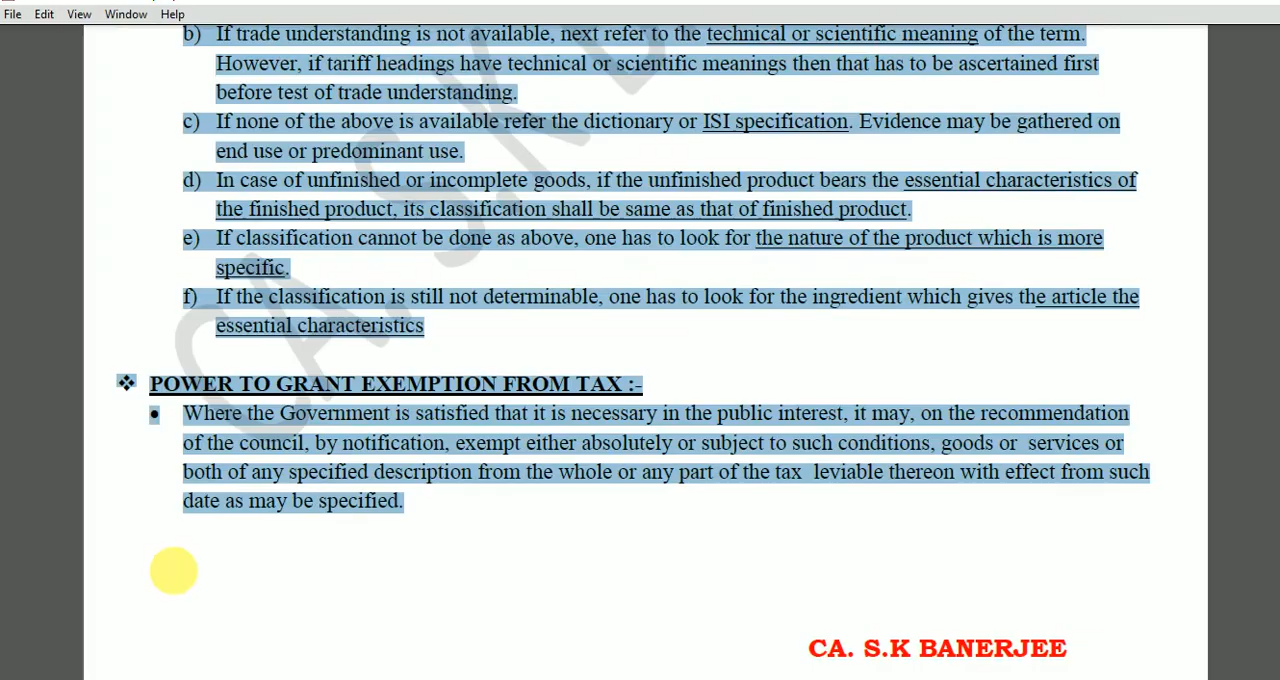 File Edit View Window Help
b) If trade understanding is not available, next refer to the technical or scientific meaning of the term.
However, if tariff headings have technical or scientific meanings then that has to be ascertained first
before test of trade understanding.
c) If none of the above is available refer the dictionary or ISI specification. Evidence may be gathered on
end use or predominant use.
d) In case of unfinished or incomplete goods, if the unfinished product bears the essential characteristics of
the finished product, its classification shall be same as that of finished product.
e) If classification cannot be done as above, one has to look for the nature of the product which is more
specific.
f) If the classification is still not determinable, one has to look for the ingredient which gives the article the
essential characteristics
❖ POWER TO GRANT EXEMPTION FROM TAX :-
• Where the Government is satisfied that it is necessary in the public interest, it may, on the recommendation
of the council, by notification, exempt either absolutely or subject to such conditions, goods or services or
both of any specified description from the whole or any part of the tax leviable thereon with effect from such
date as may be specified.
CA. S.K
CA. S.K BANERJEE